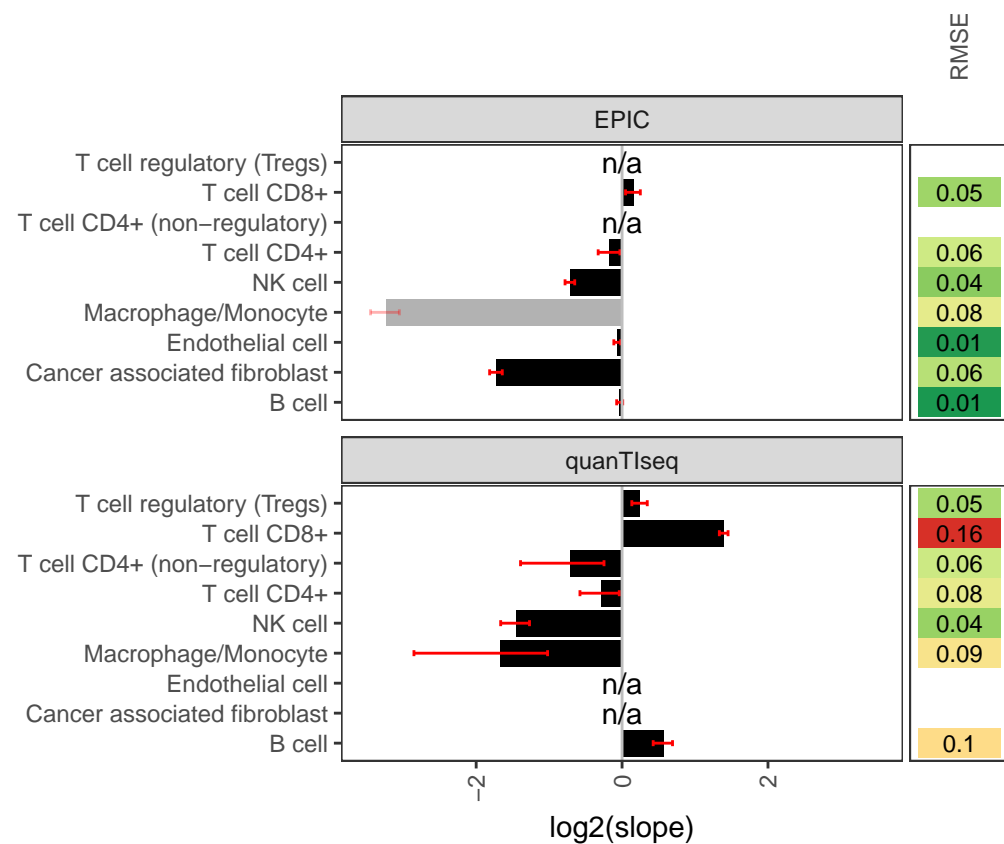 RMSE
EPIC
T cell regulatory (Tregs) n/a
T cell CD8+ 0.05
T cell CD4+ (non−regulatory) n/a
T cell CD4+ 0.06
NK cell 0.04
Macrophage/Monocyte 0.08
Endothelial cell 0.01
Cancer associated fibroblast 0.06
B cell 0.01
quanTIseq
T cell regulatory (Tregs) 0.05
T cell CD8+ 0.16
T cell CD4+ (non−regulatory) 0.06
T cell CD4+ 0.08
NK cell 0.04
Macrophage/Monocyte 0.09
Endothelial cell n/a
Cancer associated fibroblast n/a
B cell 0.1
−2 0 2
log2(slope)